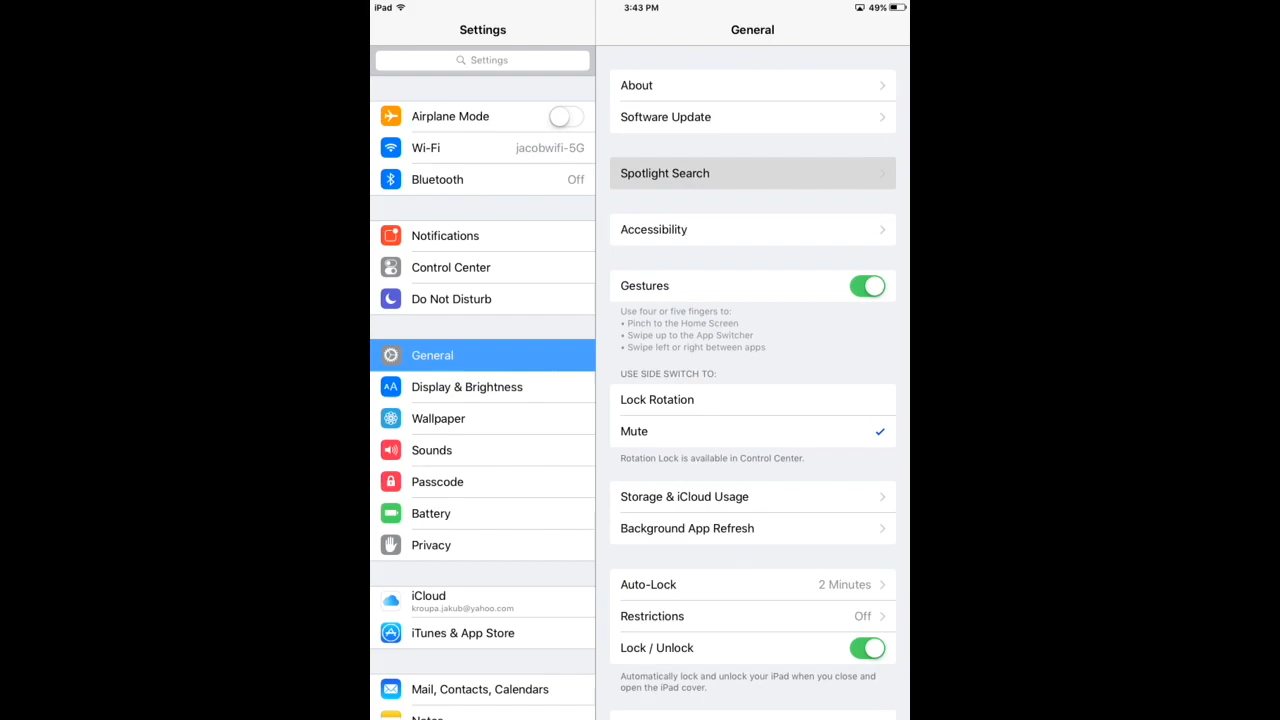 iPad
3:43 PM
49%
Settings
Settings
Airplane Mode
Wi-Fi jacobwifi-5G
Bluetooth Off
Notifications
Control Center
Do Not Disturb
General
AA Display & Brightness
Wallpaper
Sounds
Passcode
Battery
Privacy
iCloud
kroupa.jakub@yahoo.com
iTunes & App Store
Mail, Contacts, Calendars
General
About
Software Update
Spotlight Search
Accessibility
Gestures
Use four or five fingers to:
• Pinch to the Home Screen
• Swipe up to the App Switcher
• Swipe left or right between apps
USE SIDE SWITCH TO:
Lock Rotation
Mute
Rotation Lock is available in Control Center.
Storage & iCloud Usage
Background App Refresh
Auto-Lock 2 Minutes
Restrictions Off
Lock / Unlock
Automatically lock and unlock your iPad when you close and
open the iPad cover.